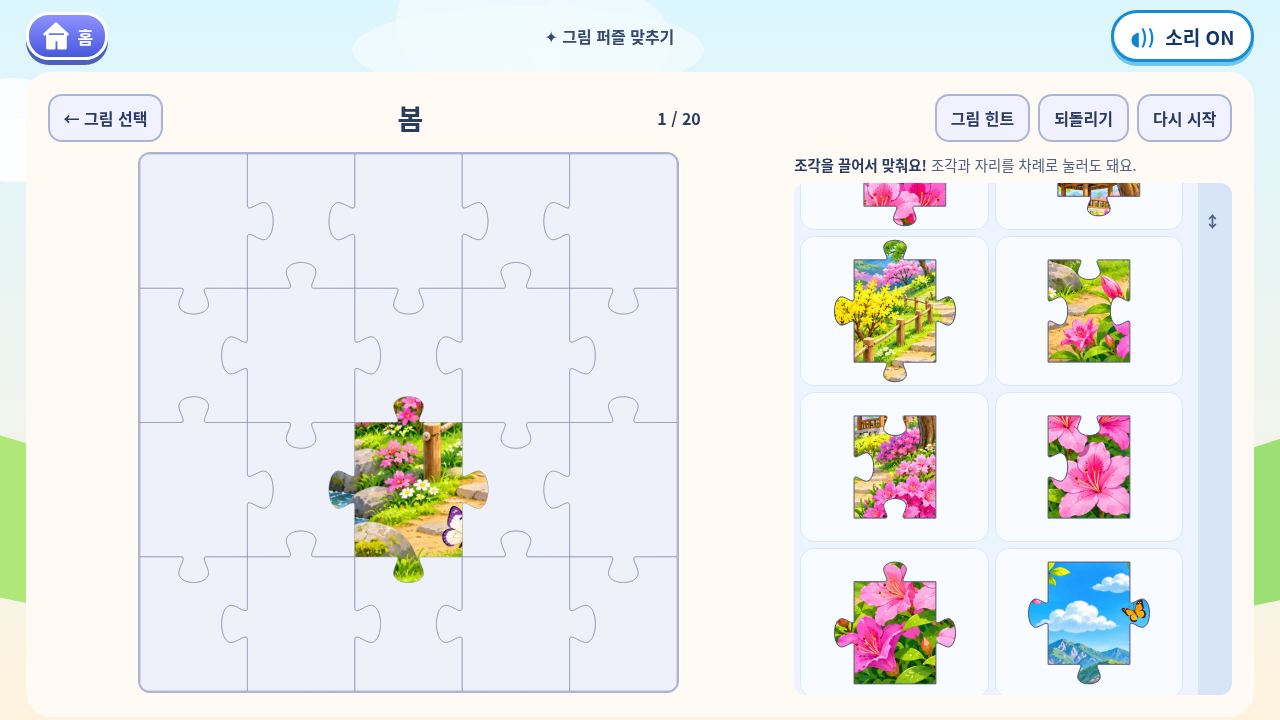 홈
✦ 그림 퍼즐 맞추기
소리 ON
← 그림 선택
봄
1 / 20
그림 힌트
되돌리기
다시 시작
조각을 끌어서 맞춰요! 조각과 자리를 차례로 눌러도 돼요.